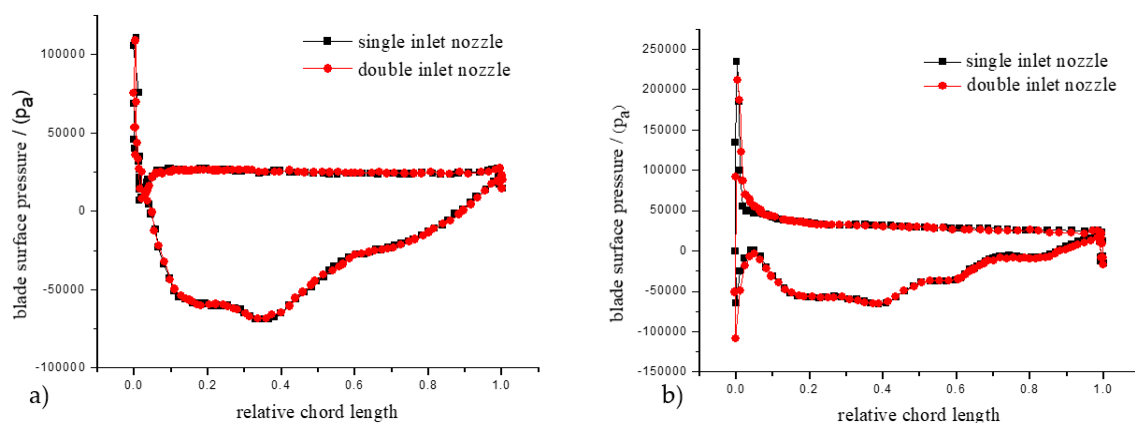 100000
50000
0
-50000
-100000
0.0 0.2 0.4 0.6 0.8 1.0
blade surface pressure / (pa)
relative chord length
single inlet nozzle
double inlet nozzle
a)
250000
200000
150000
100000
50000
0
-50000
-100000
-150000
0.0 0.2 0.4 0.6 0.8 1.0
blade surface pressure / (pa)
relative chord length
single inlet nozzle
double inlet nozzle
b)